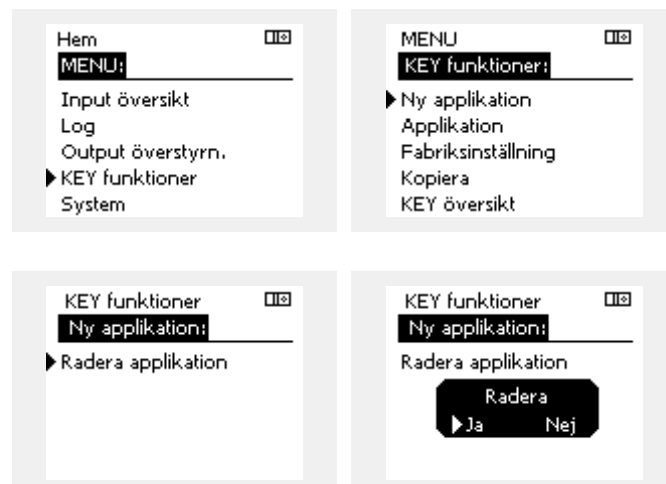 Hem
MENU:
Input översikt
Log
Output överstyrn.
KEY funktioner
System
MENU
KEY funktioner:
Ny applikation
Applikation
Fabriksinställning
Kopiera
KEY översikt
KEY funktioner
Ny applikation:
Radera applikation
KEY funktioner
Ny applikation:
Radera applikation
Radera
Ja Nej